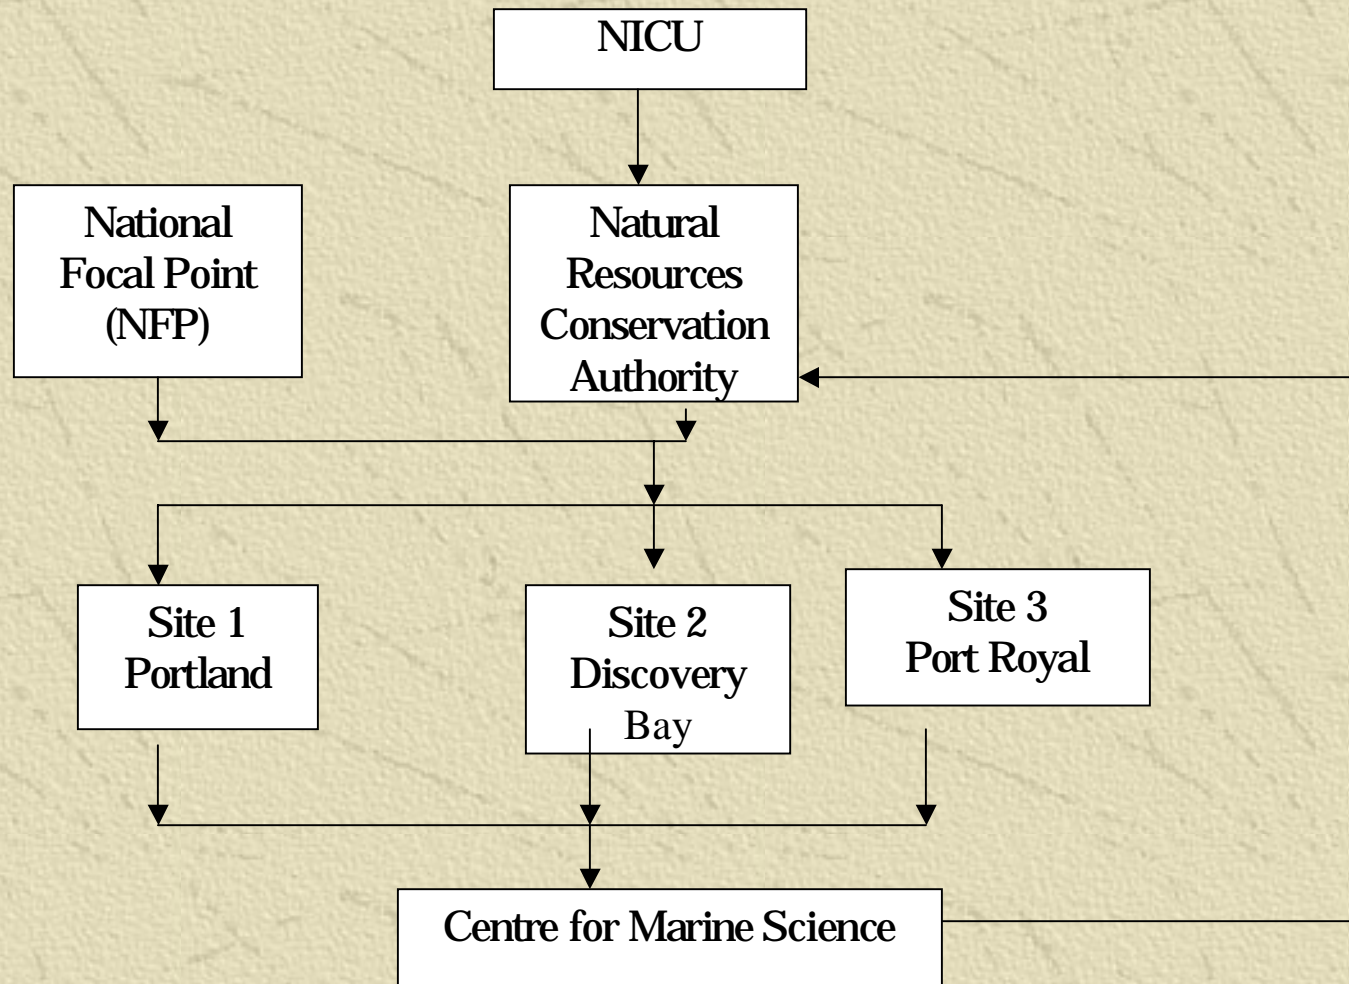 NICU
National
Focal Point
(NFP)
Natural
Resources
Conservation
Authority
Site 1
Portland
Site 2
Discovery
Bay
Site 3
Port Royal
Centre for Marine Science